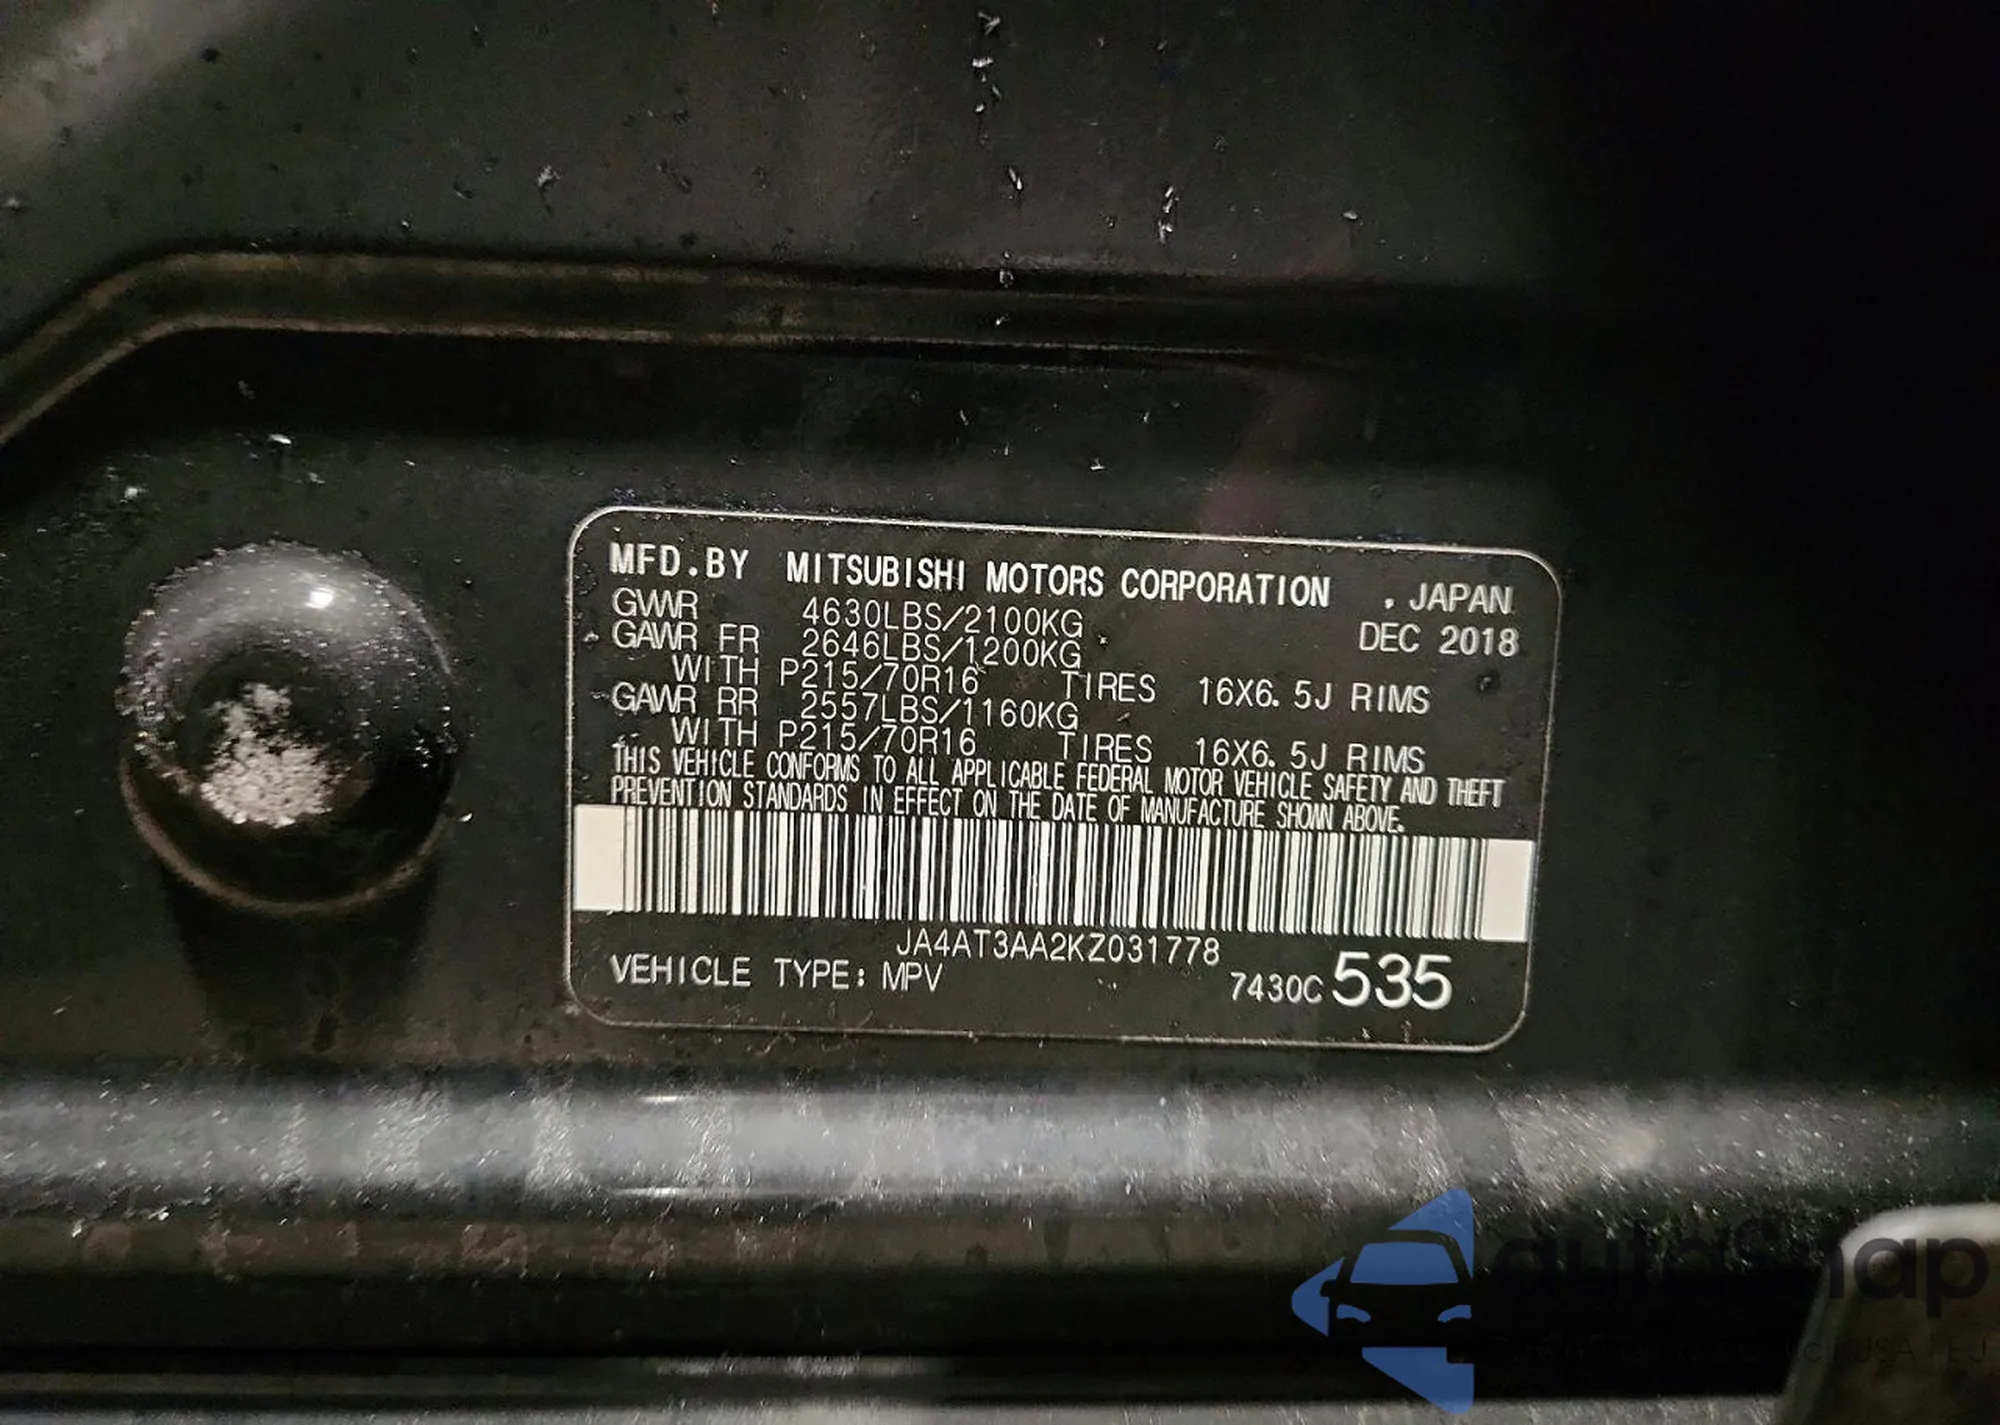 MFD.BY MITSUBISHI MOTORS CORPORATION . JAPAN
GVWR 4630LBS/2100KG DEC 2018
GAWR FR 2646LBS/1200KG
WITH P215/70R16 TIRES 16X6.5J RIMS
GAWR RR 2557LBS/1160KG
WITH P215/70R16 TIRES 16X6.5J RIMS
THIS VEHICLE CONFORMS TO ALL APPLICABLE FEDERAL MOTOR VEHICLE SAFETY AND THEFT
PREVENTION STANDARDS IN EFFECT ON THE DATE OF MANUFACTURE SHOWN ABOVE.
JA4AT3AA2KZ031778
VEHICLE TYPE: MPV 7430C 535
autoSnap
USA